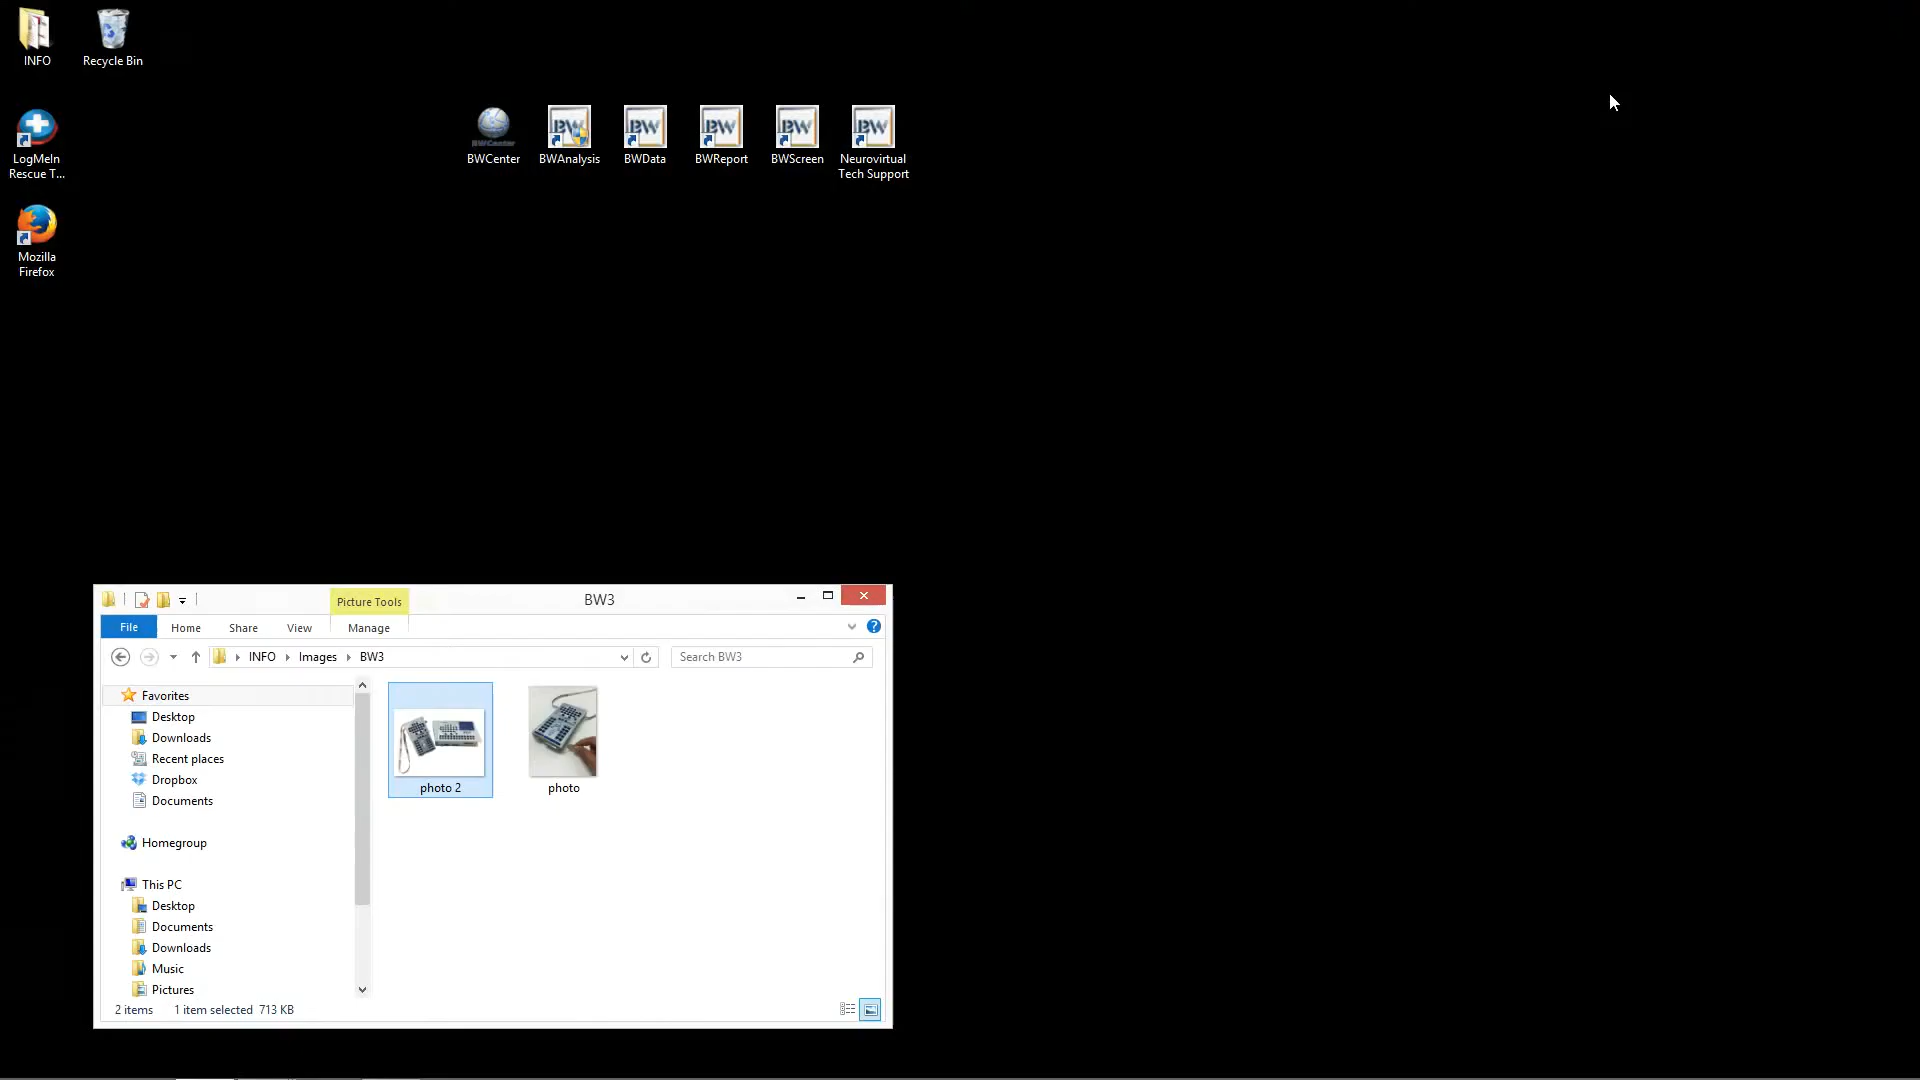 INFO
Recycle Bin
BWCenter
BWAnalysis
BWData
BWReport
BWScreen
Neurovirtual
Tech Support
LogMeIn
Rescue T...
Mozilla
Firefox
Picture Tools
BW3
File
Home
Share
View
Manage
INFO
Images
BW3
Search BW3
Favorites
Desktop
Downloads
Recent places
Dropbox
Documents
Homegroup
This PC
Desktop
Documents
Downloads
Music
Pictures
photo 2
photo
2 items
1 item selected 713 KB